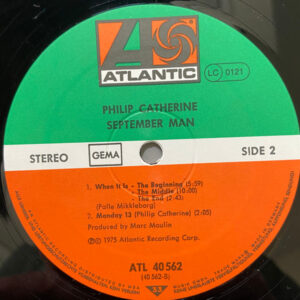 ATLANTIC
LC 0121
PHILIP CATHERINE
SEPTEMBER MAN
STEREO
GEMA
SIDE 2
1. When It Is - The Beginning (5:59)
- The Middle (10:00)
- The End (2:43)
(Palle Mikkleborg)
2. Monday 13 (Philip Catherine) (2:05)
Produced by Marc Moulin
Ⓟ 1975 Atlantic Recording Corp.
ATL 40 562
(40 562-B)
33